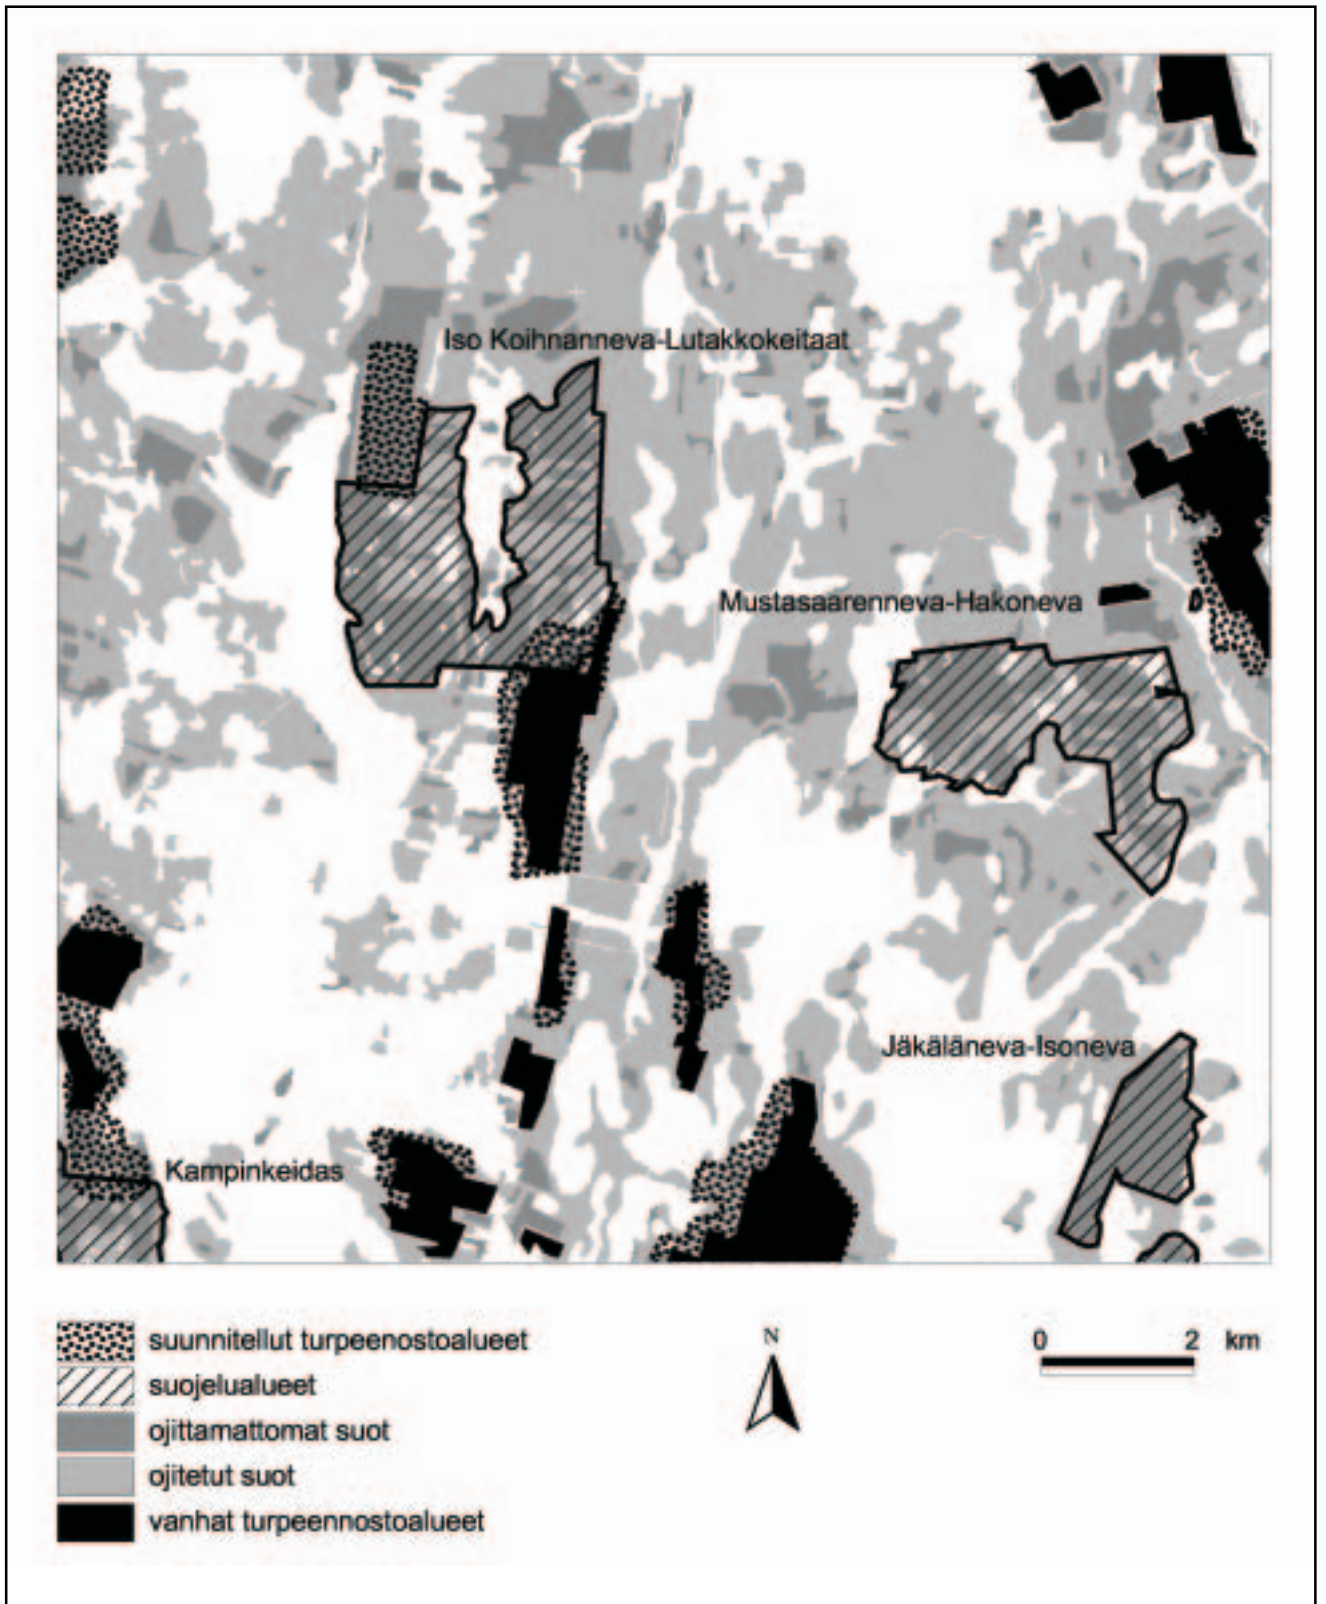 Iso Koihnanneva-Lutakkokeitaat
Mustasaarenneva-Hakoneva
Jäkäläneva-Isoneva
Kampinkeidas
suunnitellut turpeenostoalueet
suojelualueet
ojittamattomat suot
ojitetut suot
vanhat turpeennostoalueet
N
0 2 km